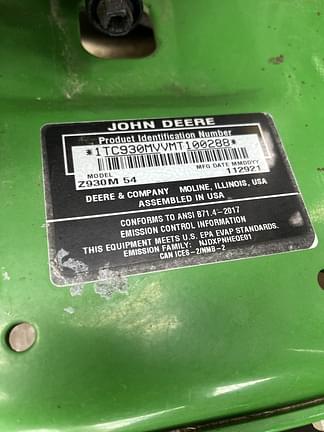 JOHN DEERE
Product Identification Number
*1TC930MVVMT100288*
MODEL MFG DATE MMDDYY
Z930M 54 112921
DEERE & COMPANY MOLINE, ILLINOIS, USA
ASSEMBLED IN USA
CONFORMS TO ANSI B71.4-2017
EMISSION CONTROL INFORMATION
THIS EQUIPMENT MEETS U.S. EPA EVAP STANDARDS.
EMISSION FAMILY: NJDXPNHEQE01
CAN ICES-2/NMB-2